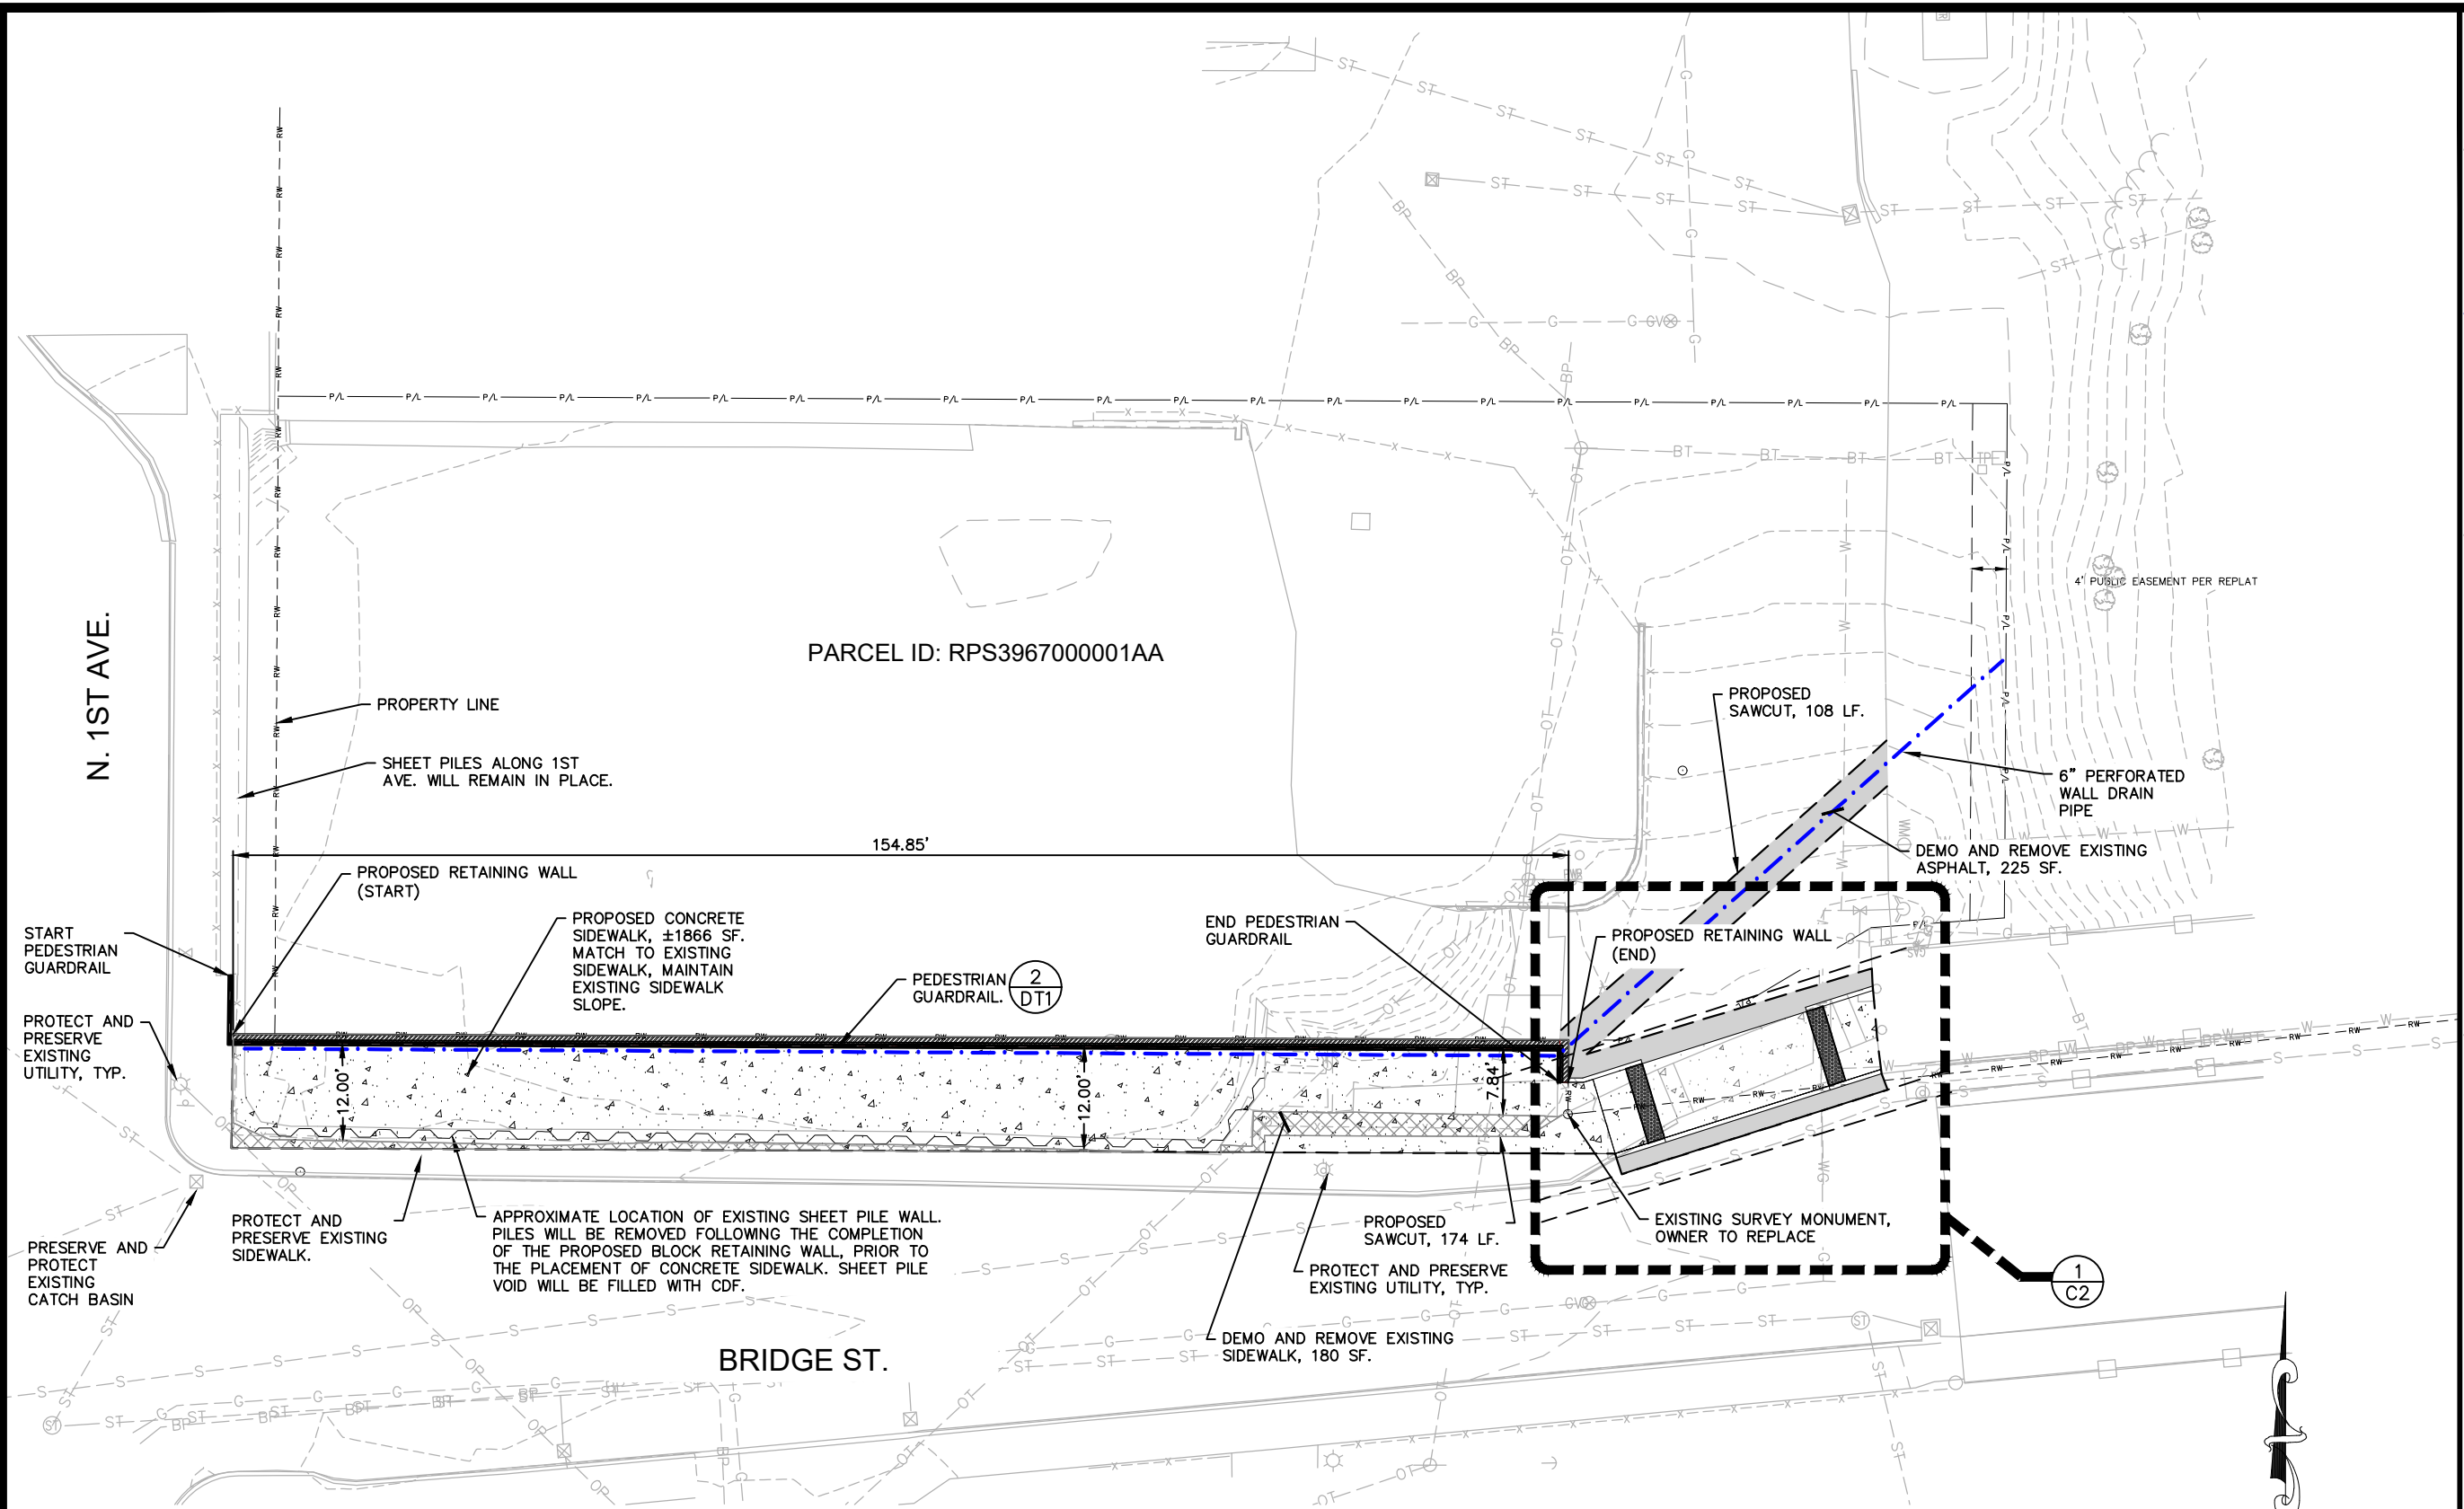 N. 1ST AVE.
PARCEL ID: RPS3967000001AA
4' PUBLIC EASEMENT PER REPLAT
PROPERTY LINE
SHEET PILES ALONG 1ST
AVE. WILL REMAIN IN PLACE.
PROPOSED
SAWCUT, 108 LF.
6" PERFORATED
WALL DRAIN
PIPE
DEMO AND REMOVE EXISTING
ASPHALT, 225 SF.
154.85'
PROPOSED RETAINING WALL
(START)
START
PEDESTRIAN
GUARDRAIL
PROPOSED CONCRETE
SIDEWALK, ±1866 SF.
MATCH TO EXISTING
SIDEWALK, MAINTAIN
EXISTING SIDEWALK
SLOPE.
PEDESTRIAN
GUARDRAIL.
2
DT1
END PEDESTRIAN
GUARDRAIL
PROPOSED RETAINING WALL
(END)
PROTECT AND
PRESERVE
EXISTING
UTILITY, TYP.
12.00'
12.00'
7.84'
PRESERVE AND
PROTECT
EXISTING
CATCH BASIN
PROTECT AND
PRESERVE EXISTING
SIDEWALK.
APPROXIMATE LOCATION OF EXISTING SHEET PILE WALL.
PILES WILL BE REMOVED FOLLOWING THE COMPLETION
OF THE PROPOSED BLOCK RETAINING WALL, PRIOR TO
THE PLACEMENT OF CONCRETE SIDEWALK. SHEET PILE
VOID WILL BE FILLED WITH CDF.
PROPOSED
SAWCUT, 174 LF.
PROTECT AND PRESERVE
EXISTING UTILITY, TYP.
DEMO AND REMOVE EXISTING
SIDEWALK, 180 SF.
EXISTING SURVEY MONUMENT,
OWNER TO REPLACE
1
C2
BRIDGE ST.